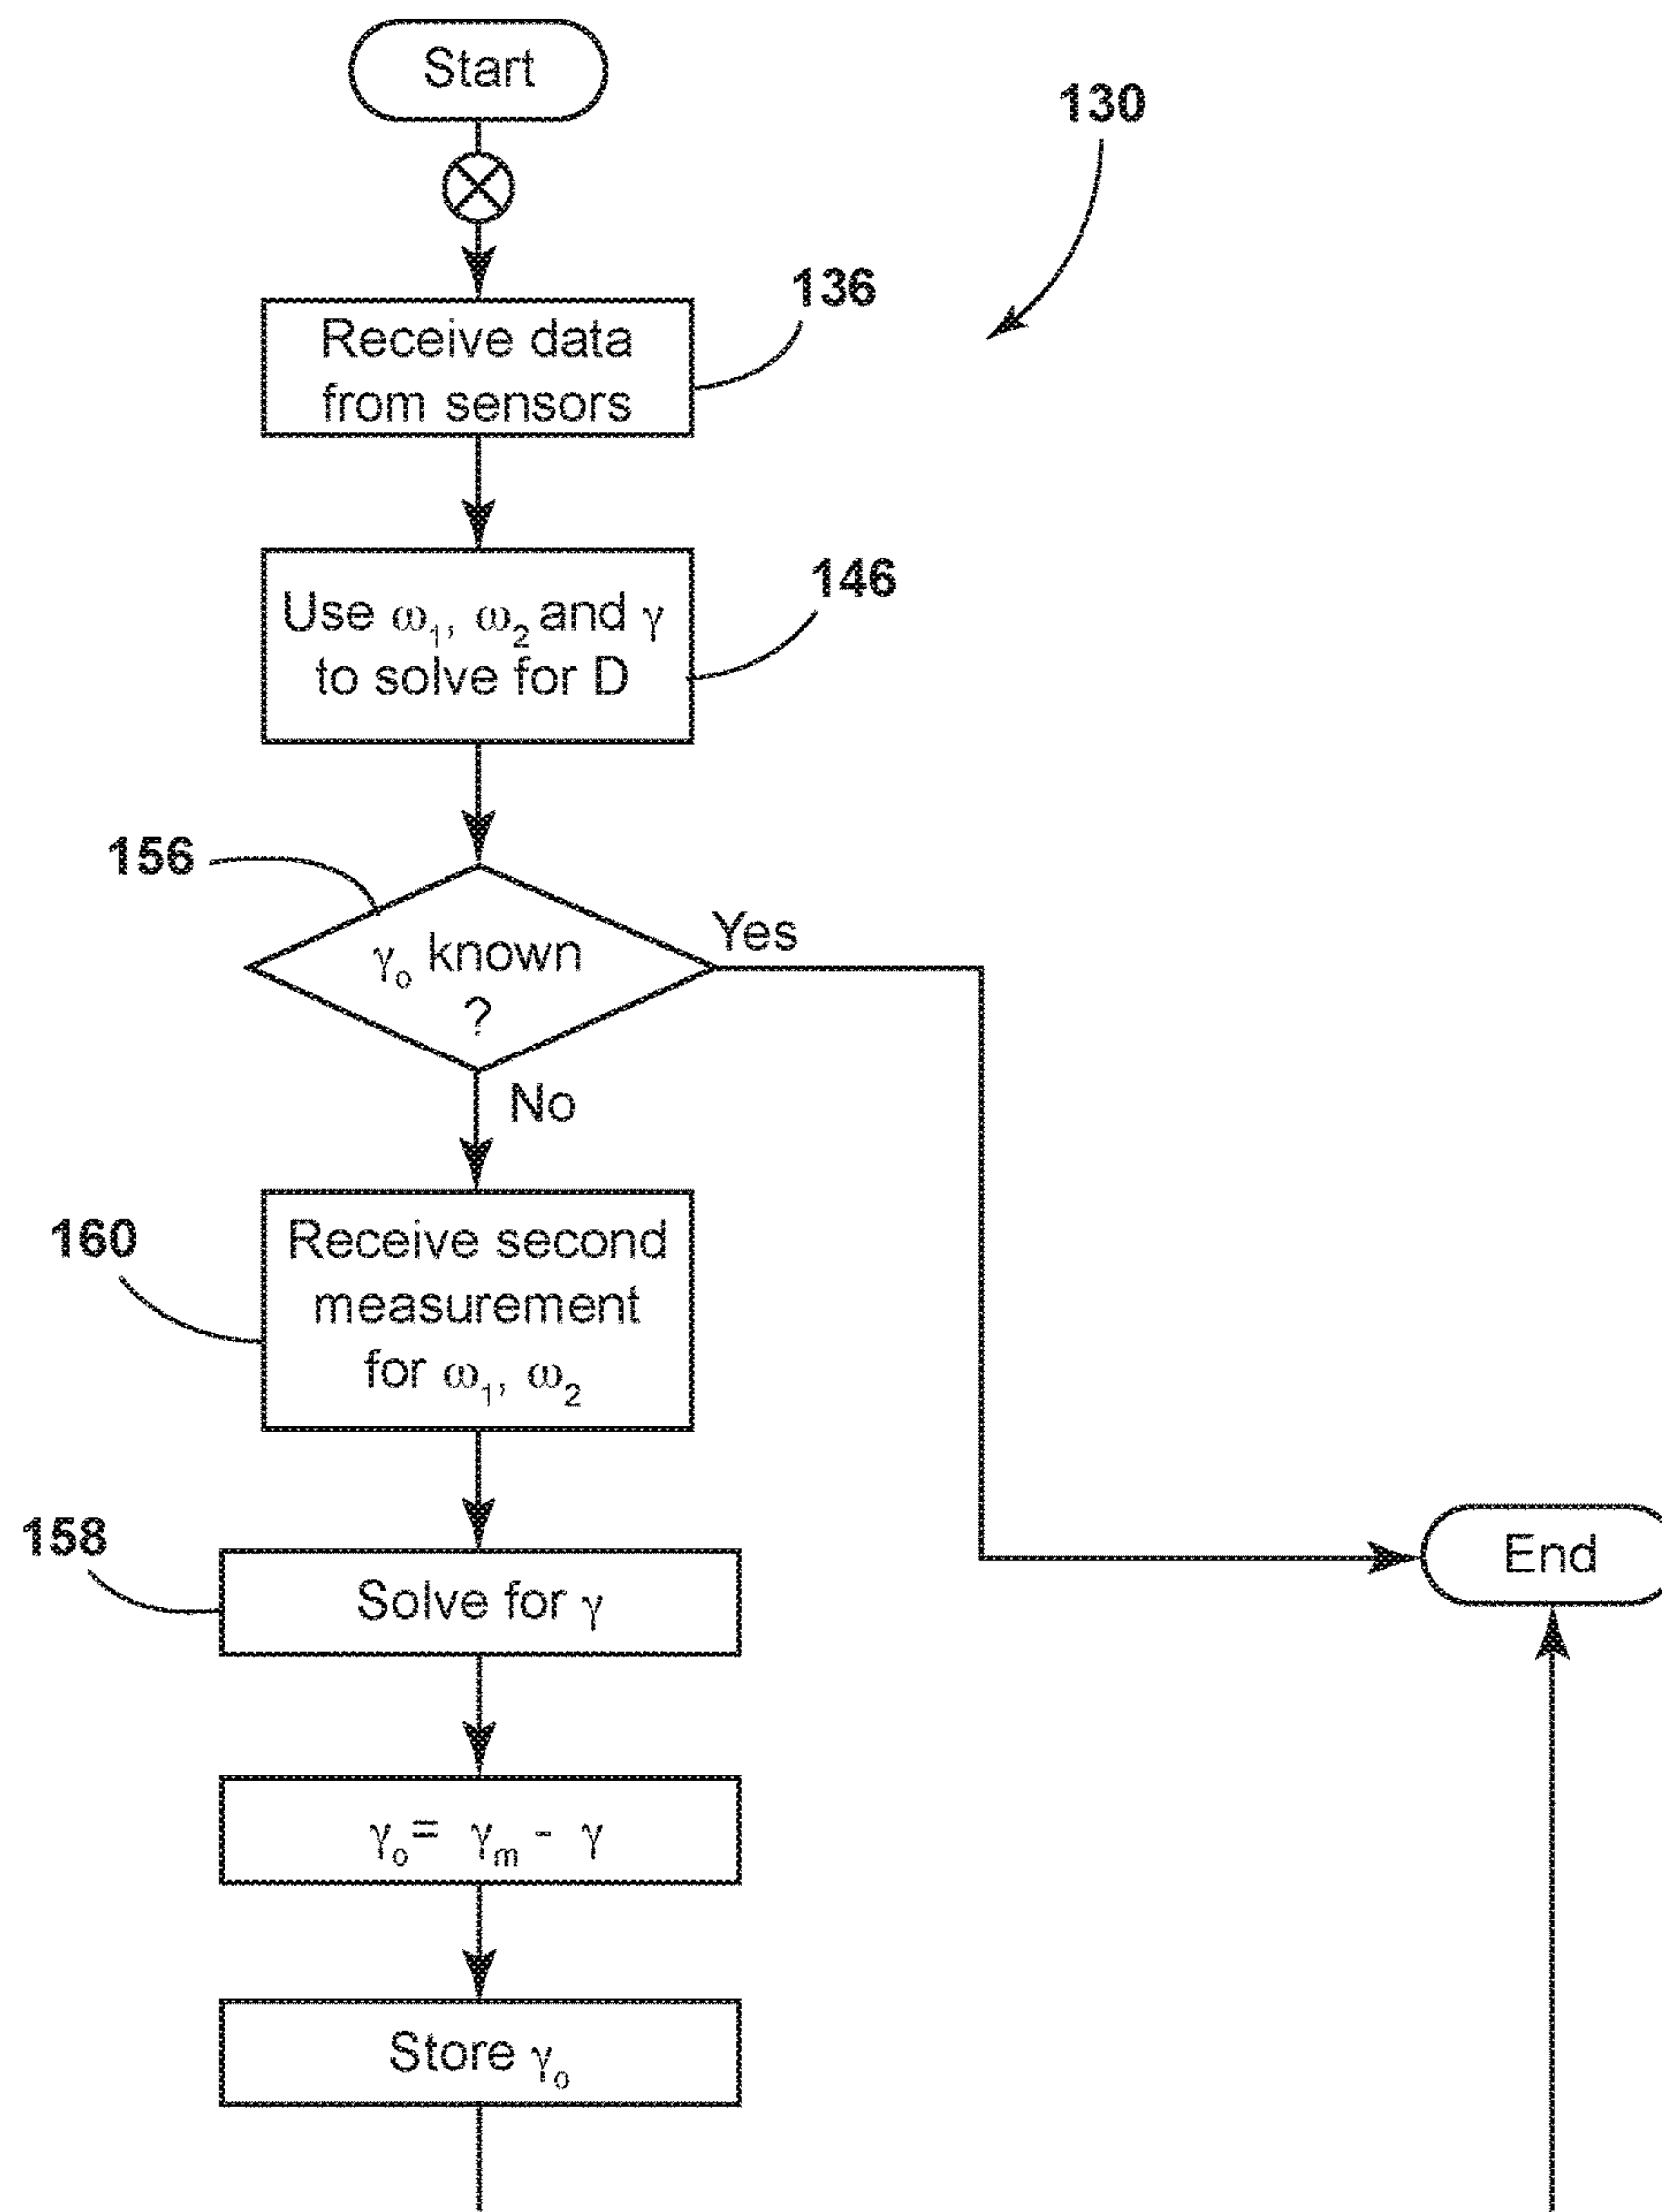 Start
130
136
Receive data
from sensors
146
Use ω₁, ω₂ and γ
to solve for D
156
γₒ known
?
Yes
No
160
Receive second
measurement
for ω₁, ω₂
158
Solve for γ
End
γₒ = γₘ - γ
Store γₒ